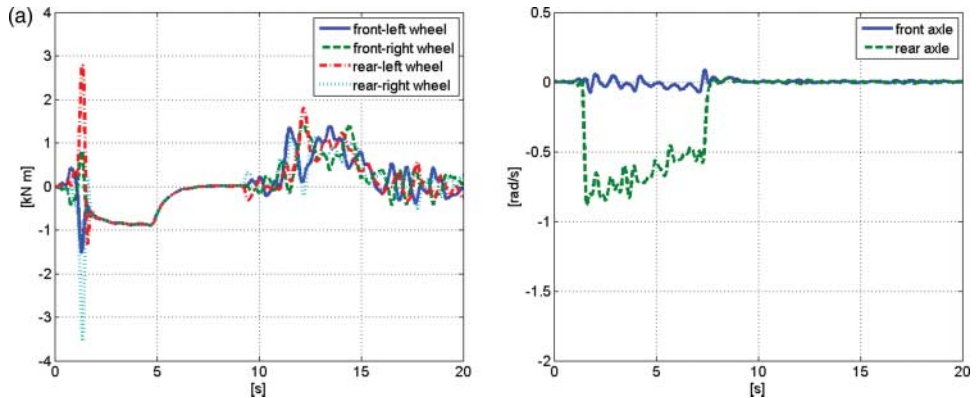 (a)
[kN m]
4
3
2
1
0
-1
-2
-3
-4
front-left wheel
front-right wheel
rear-left wheel
rear-right wheel
0 5 10 15 20
[s]
[rad/s]
0.5
0
-0.5
-1
-1.5
-2
front axle
rear axle
0 5 10 15 20
[s]